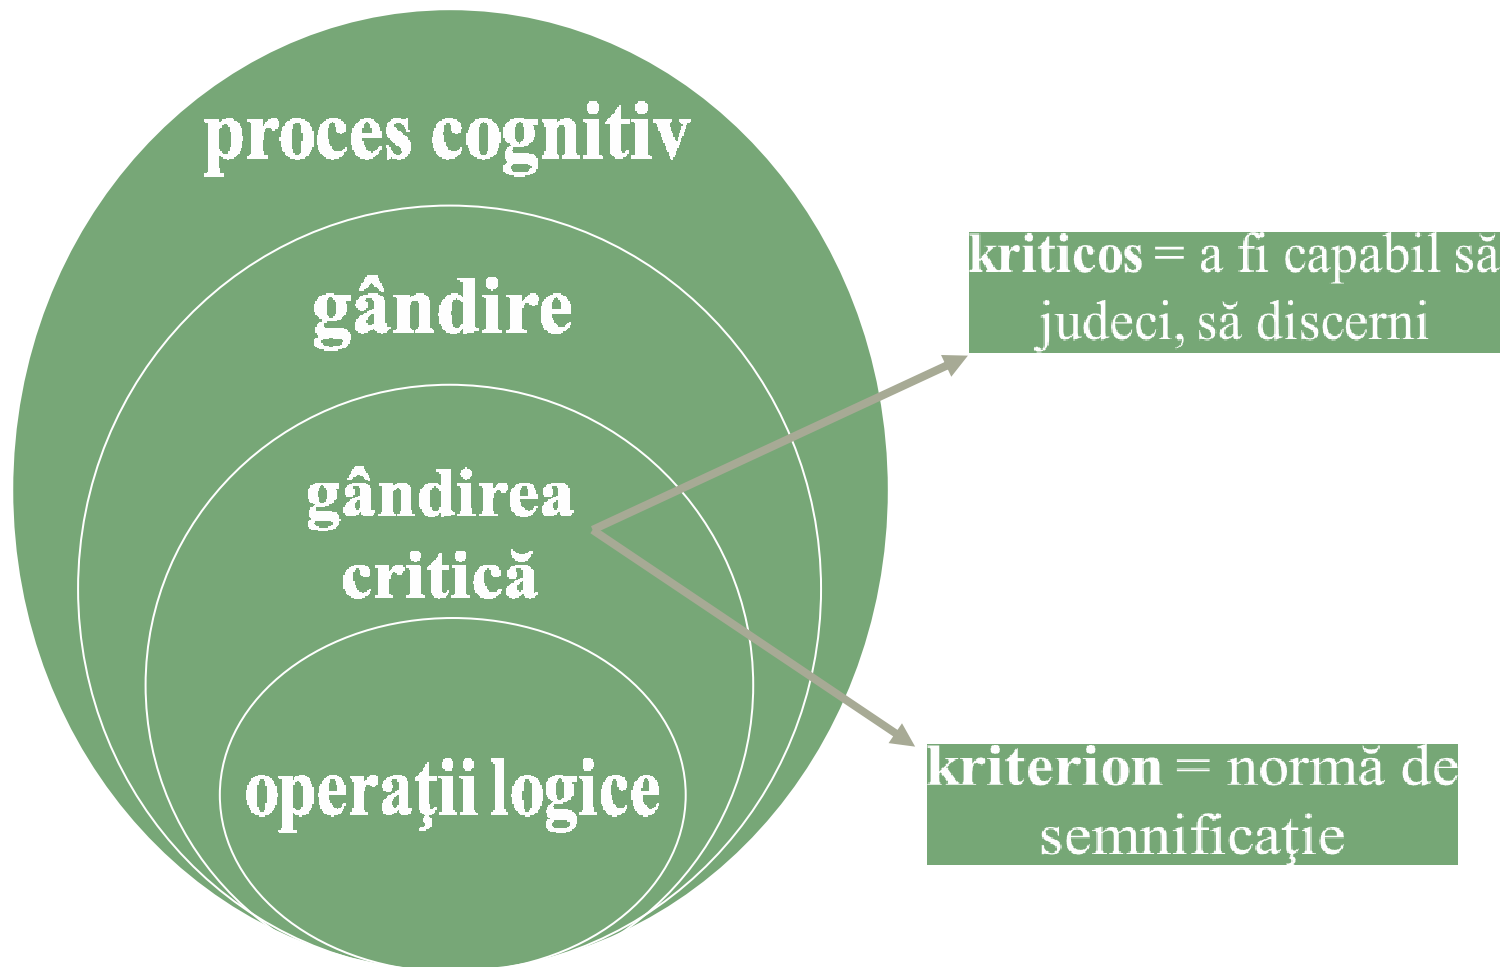 proces cognitiv
gândire
gândirea
critică
operaţii logice
kriticos = a fi capabil să
judeci, să discerni
kriterion = normă de
semnificaţie